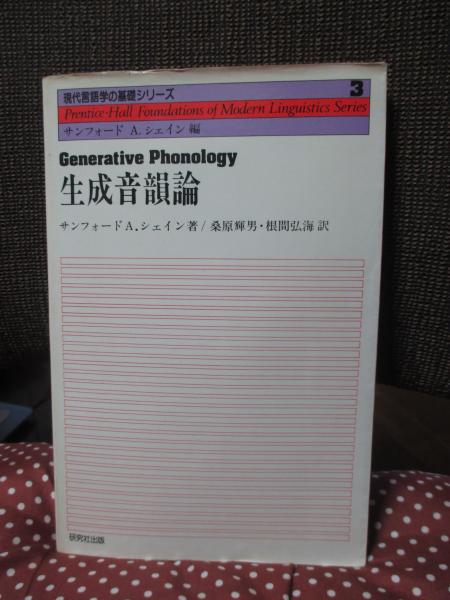 現代言語学の基礎シリーズ 3
Prentice-Hall Foundations of Modern Linguistics Series
サンフォード A. シェイン 編
Generative Phonology
生成音韻論
サンフォードA.シェイン著/桑原輝男・根間弘海訳
研究社出版